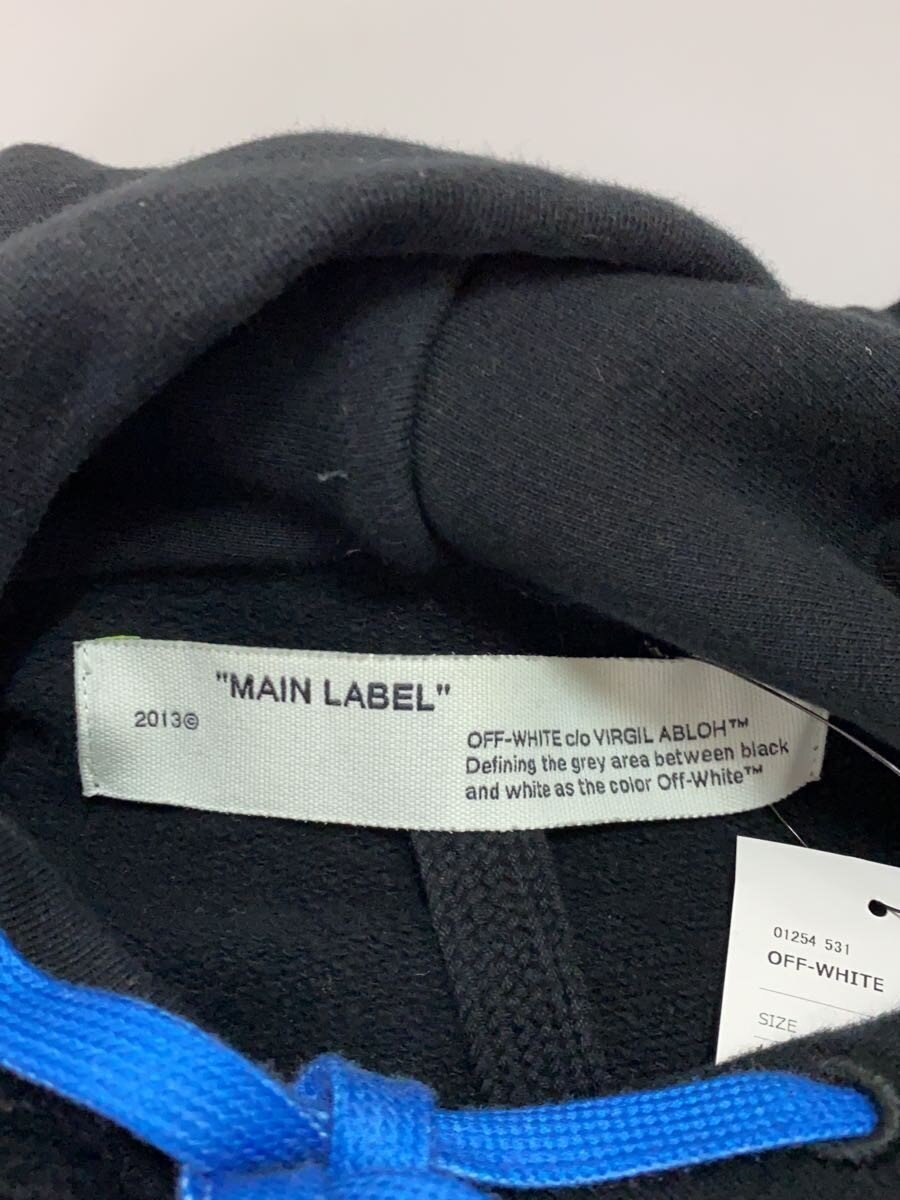 "MAIN LABEL"
2013©
OFF-WHITE c/o VIRGIL ABLOH™
Defining the grey area between black
and white as the color Off-White™
01254 531
OFF-WHITE
SIZE